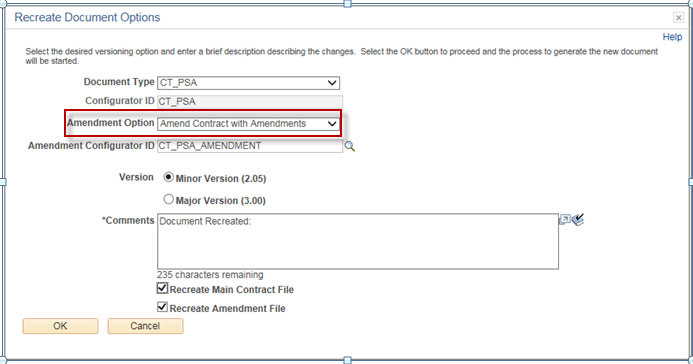 Recreate Document Options
Help
Select the desired versioning option and enter a brief description describing the changes. Select the OK button to proceed and the process to generate the new document
will be started.
Document Type CT_PSA
Configurator ID CT_PSA
Amendment Option Amend Contract with Amendments
Amendment Configurator ID CT_PSA_AMENDMENT
Version Minor Version (2.05)
Major Version (3.00)
*Comments Document Recreated:
235 characters remaining
Recreate Main Contract File
Recreate Amendment File
OK Cancel